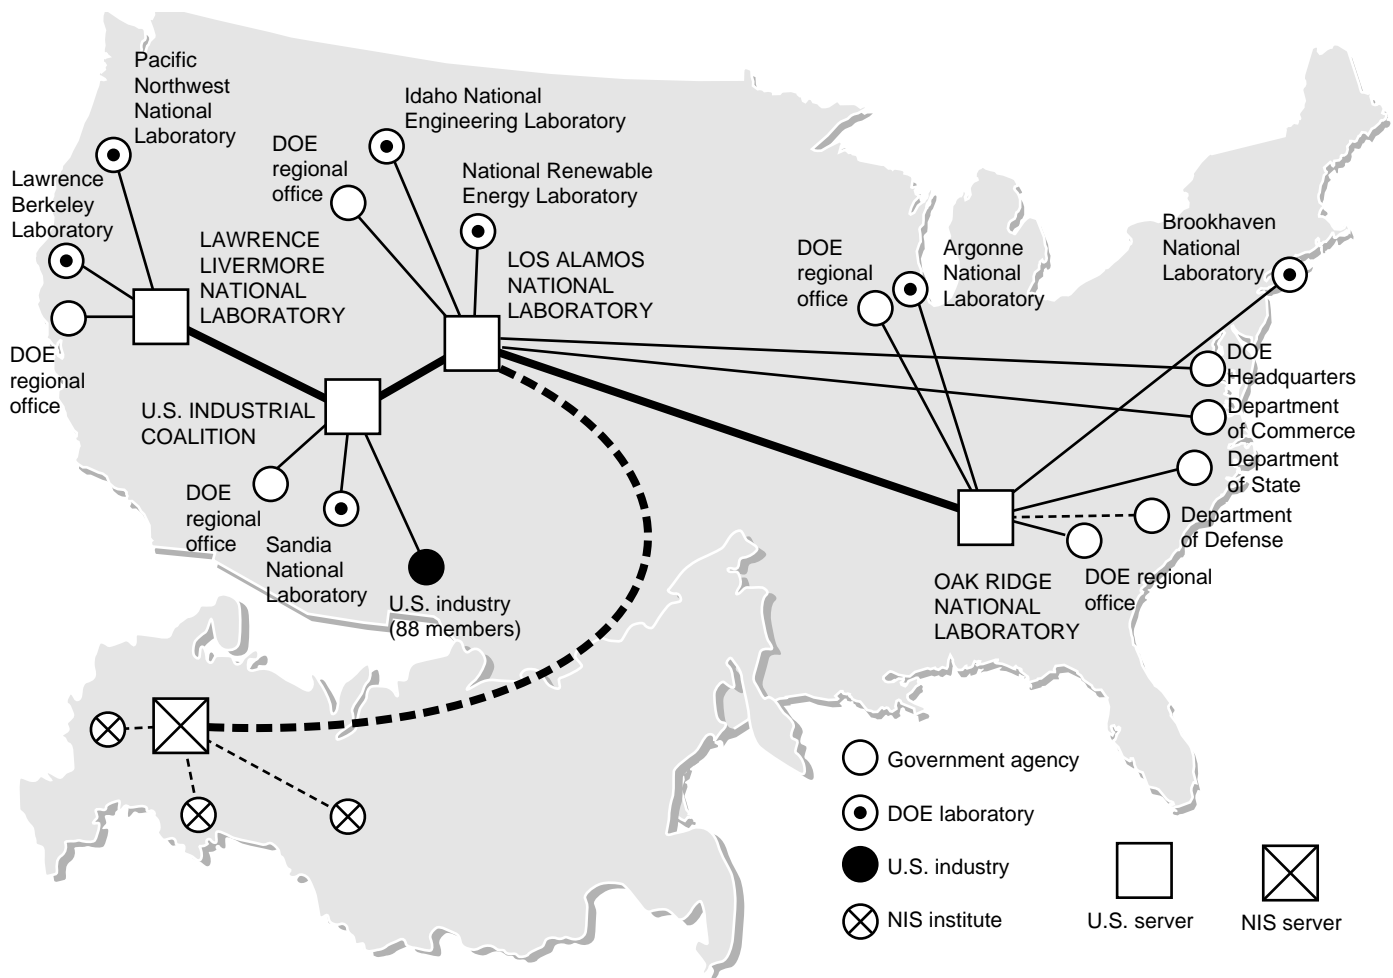 Pacific
Northwest
National
Laboratory
Idaho National
Engineering Laboratory
DOE
regional
office
National Renewable
Energy Laboratory
Lawrence
Berkeley
Laboratory
LAWRENCE
LIVERMORE
NATIONAL
LABORATORY
LOS ALAMOS
NATIONAL
LABORATORY
DOE
regional
office
Argonne
National
Laboratory
Brookhaven
National
Laboratory
DOE
regional
office
U.S. INDUSTRIAL
COALITION
DOE
Headquarters
Department
of Commerce
Department
of State
Department
of Defense
DOE regional
office
DOE
regional
office
Sandia
National
Laboratory
U.S. industry
(88 members)
OAK RIDGE
NATIONAL
LABORATORY
Government agency
DOE laboratory
U.S. industry
NIS institute
U.S. server
NIS server